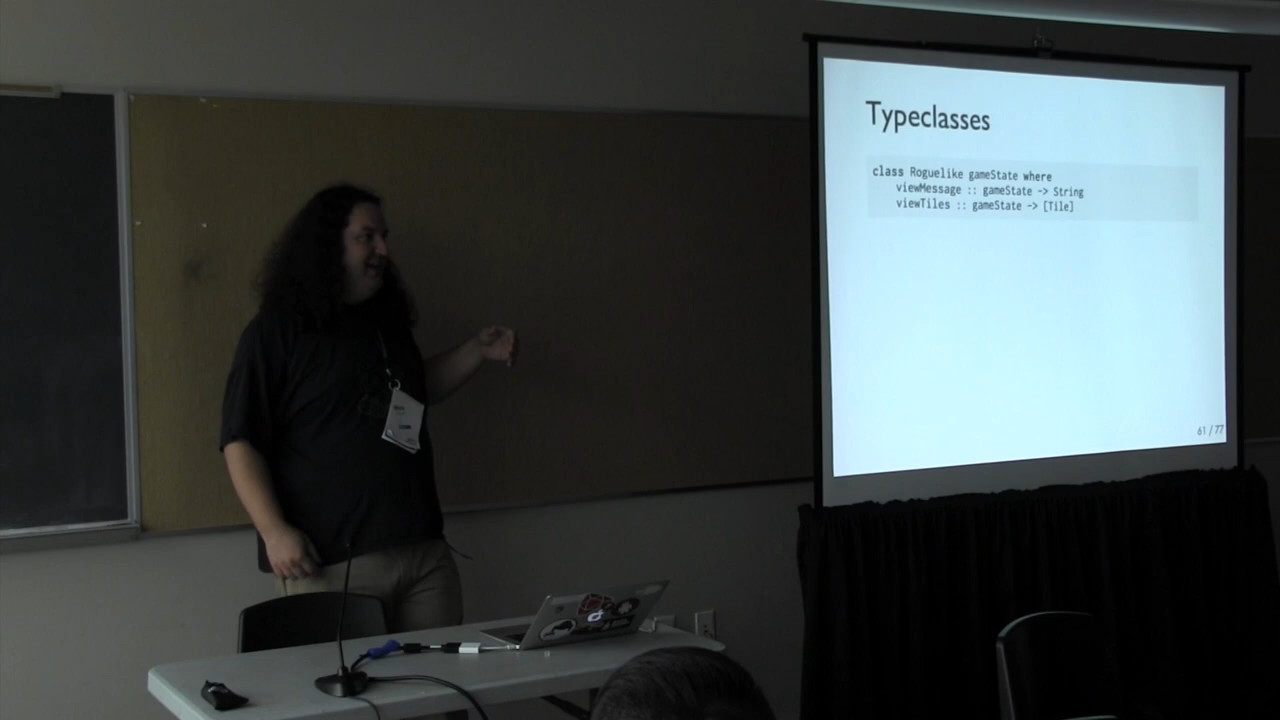 Typeclasses
class Roguelike gameState where
viewMessage :: gameState -> String
viewTiles :: gameState -> [Tile]
61 / 77